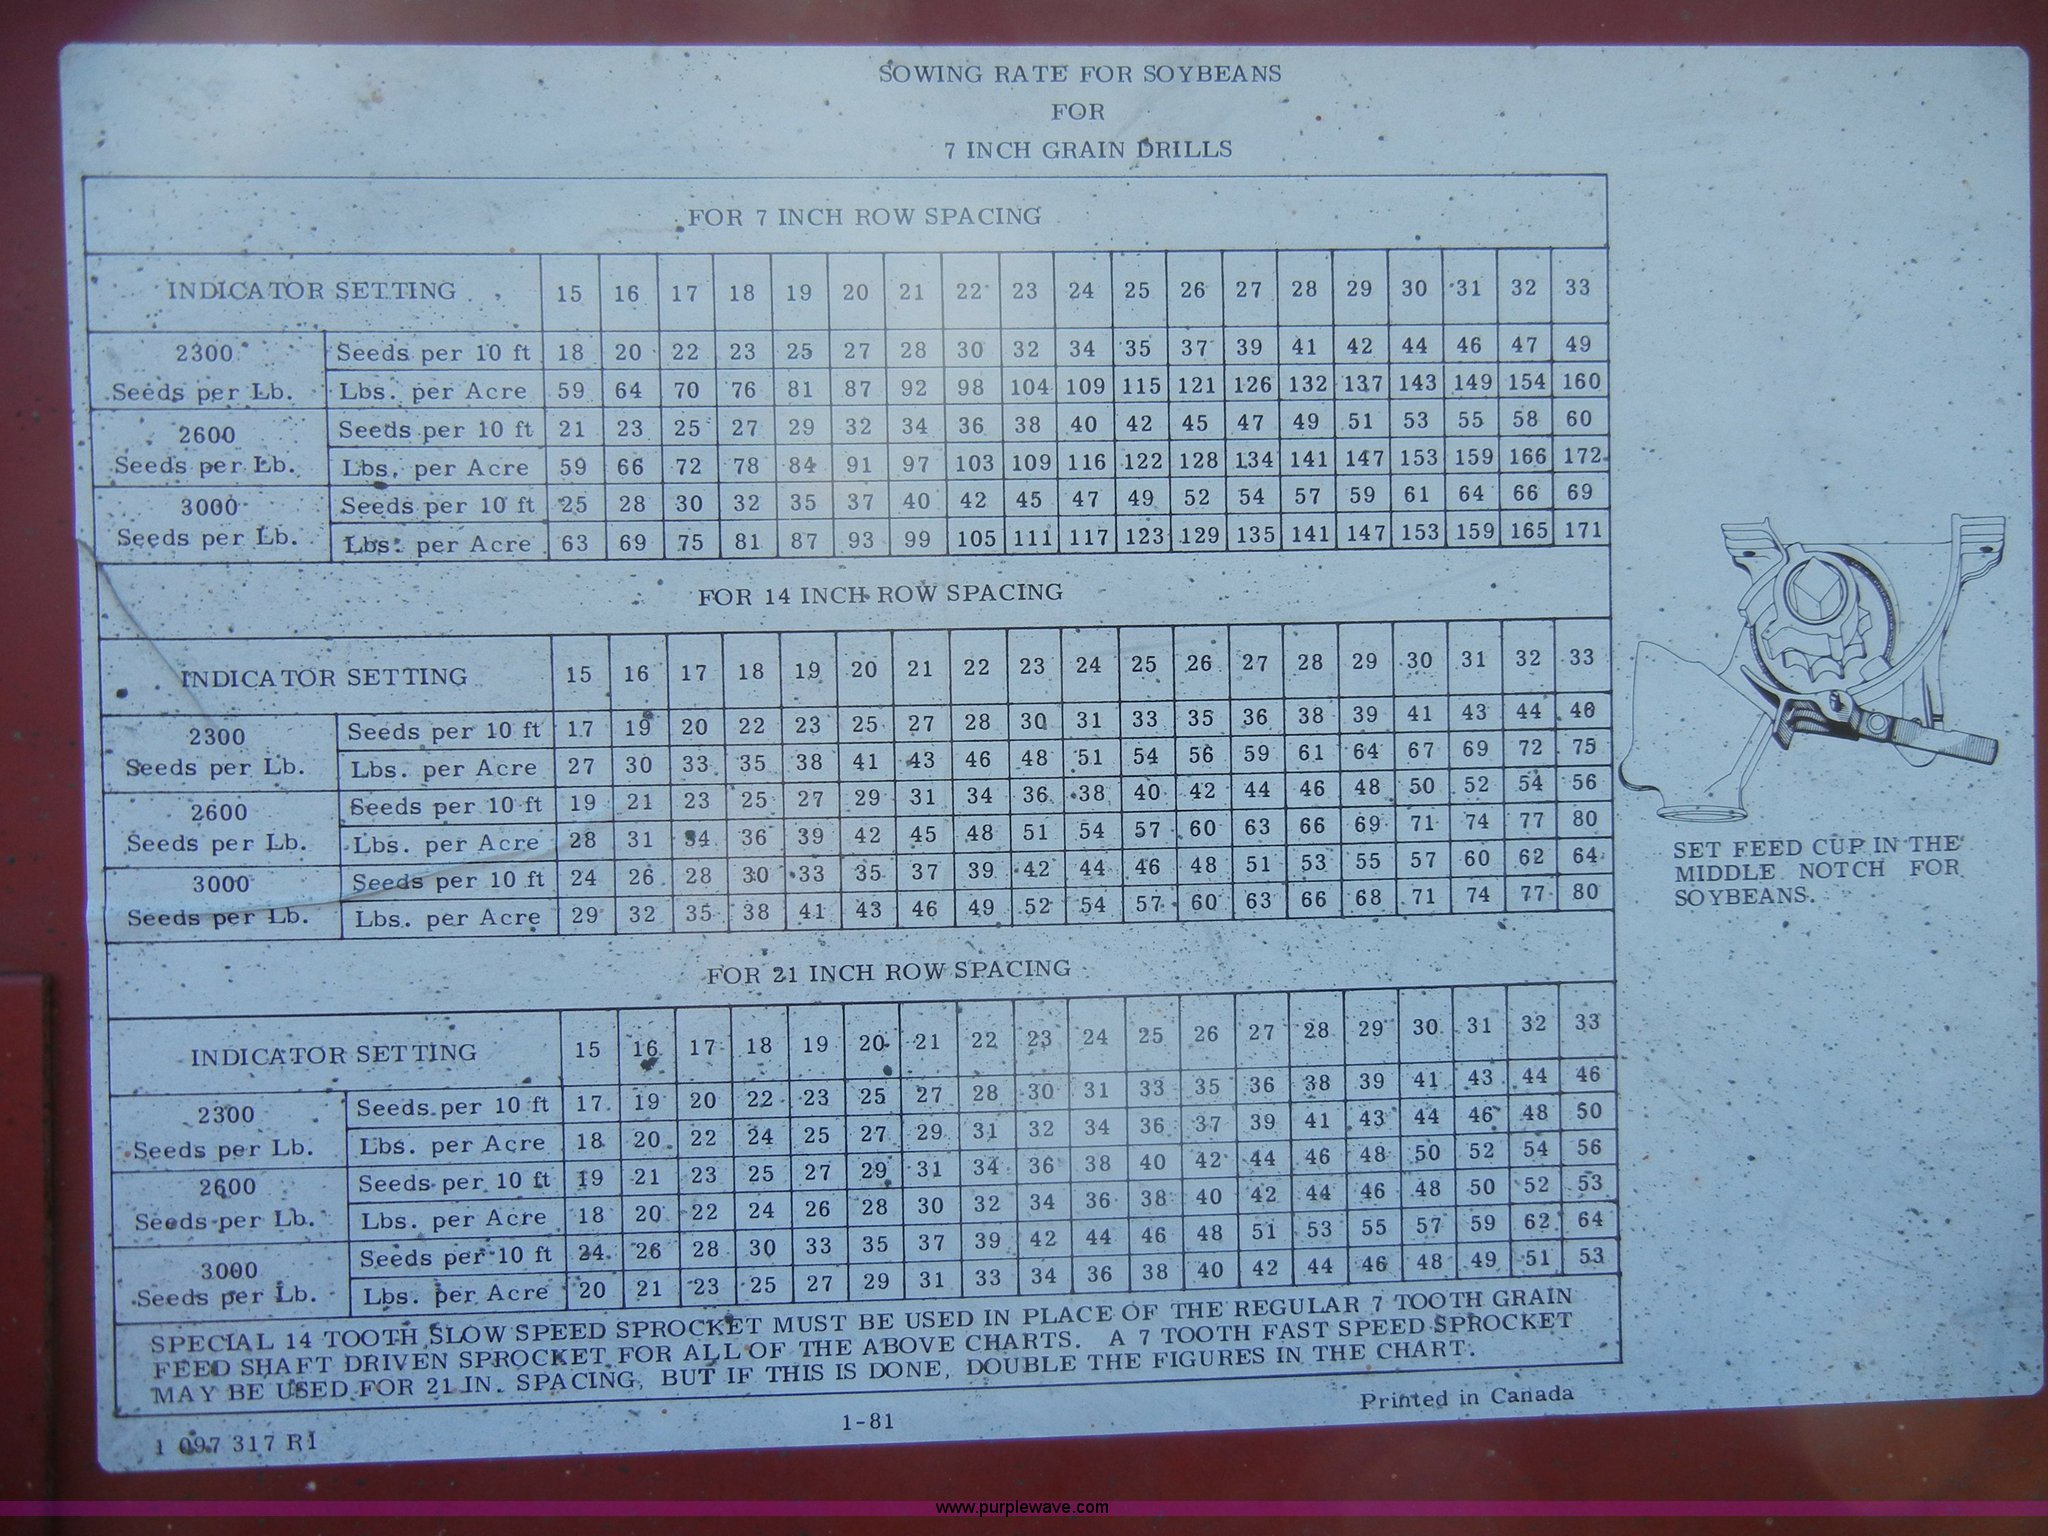 SOWING RATE FOR SOYBEANS
FOR
7 INCH GRAIN DRILLS
FOR 7 INCH ROW SPACING
INDICATOR SETTING 15 16 17 18 19 20 21 22 23 24 25 26 27 28 29 30 31 32 33
2300 Seeds per Lb. Seeds per 10 ft 18 20 22 23 25 27 28 30 32 34 35 37 39 41 42 44 46 47 49
Lbs. per Acre 59 64 70 76 81 87 92 98 104 109 115 121 126 132 137 143 149 154 160
2600 Seeds per Lb. Seeds per 10 ft 21 23 25 27 29 32 34 36 38 40 42 45 47 49 51 53 55 58 60
Lbs. per Acre 59 66 72 78 84 91 97 103 109 116 122 128 134 141 147 153 159 166 172
3000 Seeds per Lb. Seeds per 10 ft 25 28 30 32 35 37 40 42 45 47 49 52 54 57 59 61 64 66 69
Lbs. per Acre 63 69 75 81 87 93 99 105 111 117 123 129 135 141 147 153 159 165 171
FOR 14 INCH ROW SPACING
INDICATOR SETTING 15 16 17 18 19 20 21 22 23 24 25 26 27 28 29 30 31 32 33
2300 Seeds per Lb. Seeds per 10 ft 17 19 20 22 23 25 27 28 30 31 33 35 36 38 39 41 43 44 46
Lbs. per Acre 27 30 33 35 38 41 43 46 48 51 54 56 59 61 64 67 69 72 75
2600 Seeds per Lb. Seeds per 10 ft 19 21 23 25 27 29 31 34 36 38 40 42 44 46 48 50 52 54 56
Lbs. per Acre 28 31 34 36 39 42 45 48 51 54 57 60 63 66 69 71 74 77 80
3000 Seeds per Lb. Seeds per 10 ft 24 26 28 30 33 35 37 39 42 44 46 48 51 53 55 57 60 62 64
Lbs. per Acre 29 32 35 38 41 43 46 49 52 54 57 60 63 66 68 71 74 77 80
FOR 21 INCH ROW SPACING
INDICATOR SETTING 15 16 17 18 19 20 21 22 23 24 25 26 27 28 29 30 31 32 33
2300 Seeds per Lb. Seeds per 10 ft 17 19 20 22 23 25 27 28 30 31 33 35 36 38 39 41 43 44 46
Lbs. per Acre 18 20 22 24 25 27 29 31 32 34 36 37 39 41 43 44 46 48 50
2600 Seeds per Lb. Seeds per 10 ft 19 21 23 25 27 29 31 34 36 38 40 42 44 46 48 50 52 54 56
Lbs. per Acre 18 20 22 24 26 28 30 32 34 36 38 40 42 44 46 48 50 52 53
3000 Seeds per Lb. Seeds per 10 ft 24 26 28 30 33 35 37 39 42 44 46 48 51 53 55 57 59 62 64
Lbs. per Acre 20 21 23 25 27 29 31 33 34 36 38 40 42 44 46 48 49 51 53
SPECIAL 14 TOOTH SLOW SPEED SPROCKET MUST BE USED IN PLACE OF THE REGULAR 7 TOOTH GRAIN
FEED SHAFT DRIVEN SPROCKET FOR ALL OF THE ABOVE CHARTS. A 7 TOOTH FAST SPEED SPROCKET
MAY BE USED FOR 21 IN. SPACING, BUT IF THIS IS DONE, DOUBLE THE FIGURES IN THE CHART.
SET FEED CUP IN THE
MIDDLE NOTCH FOR
SOYBEANS.
1 097 317 R1
1-81
Printed in Canada
www.purplewave.com